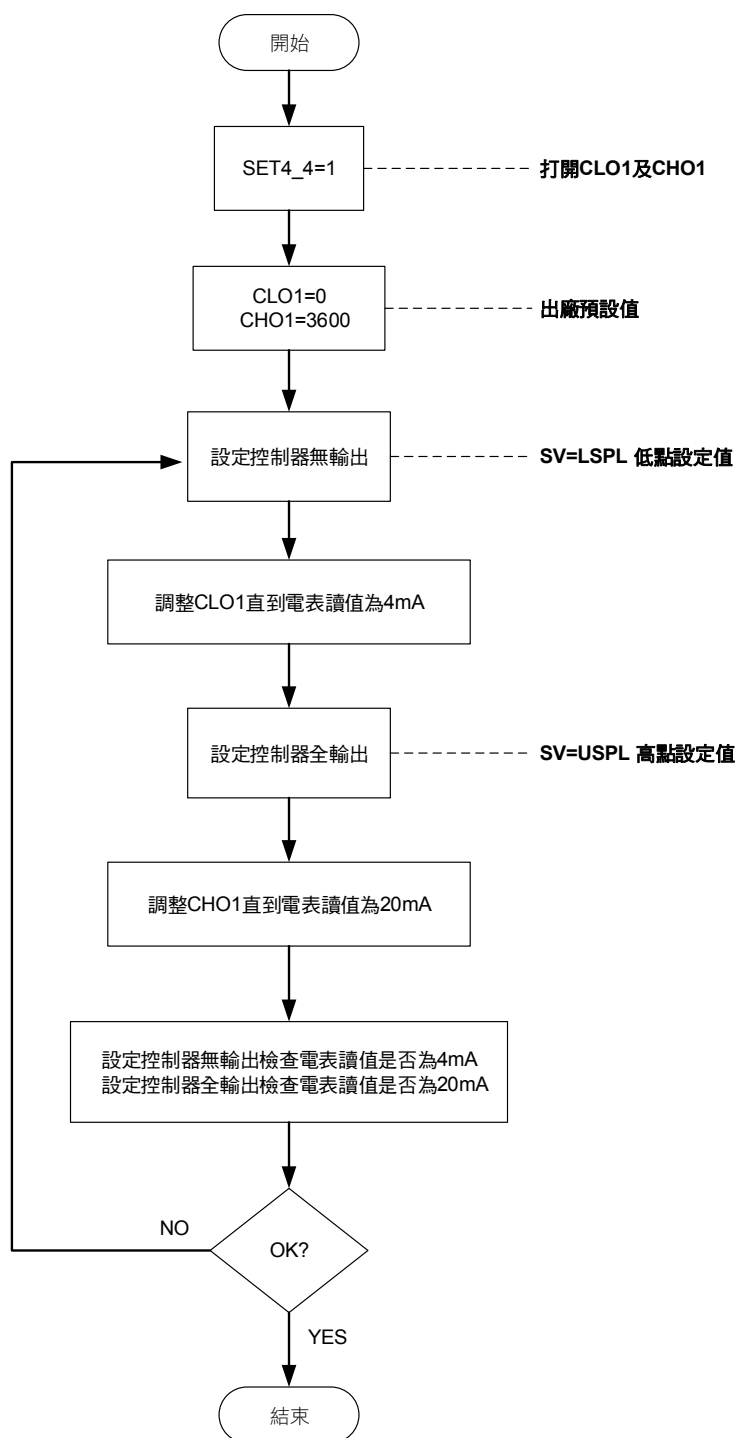 開始
SET4_4=1
打開CLO1及CHO1
CLO1=0
CHO1=3600
出廠預設值
設定控制器無輸出
SV=LSPL 低點設定值
調整CLO1直到電表讀值為4mA
設定控制器全輸出
SV=USPL 高點設定值
調整CHO1直到電表讀值為20mA
設定控制器無輸出檢查電表讀值是否為4mA
設定控制器全輸出檢查電表讀值是否為20mA
NO
OK?
YES
結束